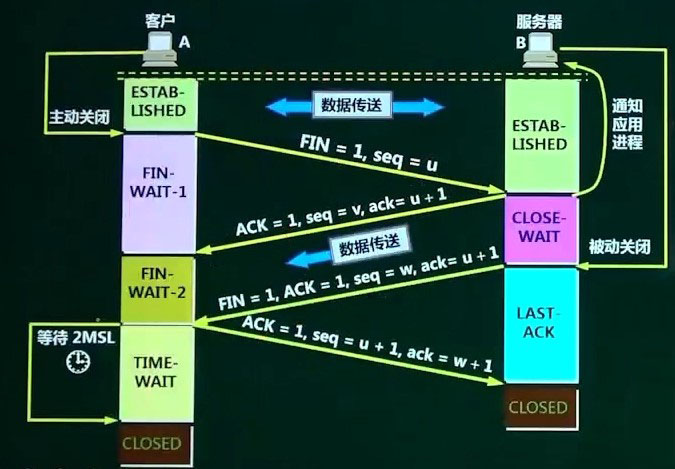 客户
A
服务器
B
主动关闭
通知
应用
进程
ESTAB-
LISHED
数据传送
ESTAB-
LISHED
FIN = 1, seq = u
FIN-
WAIT-1
ACK = 1, seq = v, ack= u + 1
CLOSE-
WAIT
数据传送
被动关闭
FIN-
WAIT-2
FIN = 1, ACK = 1, seq = w, ack= u + 1
LAST-
ACK
ACK = 1, seq = u + 1, ack = w + 1
等待 2MSL
TIME-
WAIT
CLOSED
CLOSED